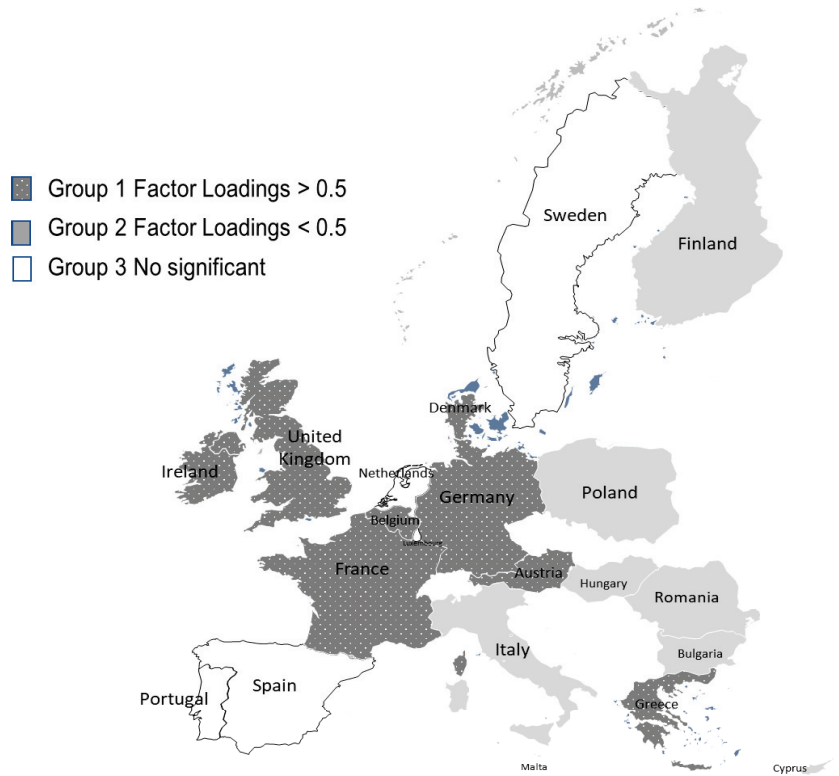 Group 1 Factor Loadings > 0.5
Group 2 Factor Loadings < 0.5
Group 3 No significant
Sweden
Finland
Denmark
United
Kingdom
Ireland
Netherlands
Germany
Poland
Belgium
Luxembourg
France
Austria
Hungary
Romania
Italy
Bulgaria
Spain
Portugal
Greece
Malta
Cyprus